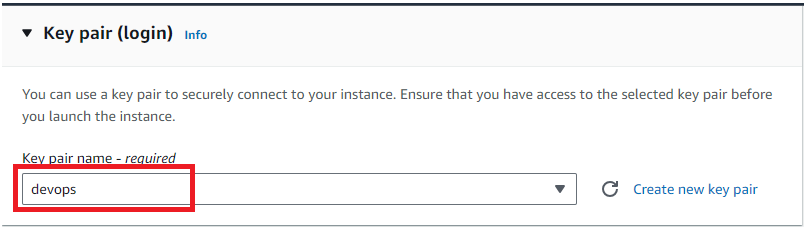 Key pair (login) Info
You can use a key pair to securely connect to your instance. Ensure that you have access to the selected key pair before
you launch the instance.
Key pair name - required
devops Create new key pair